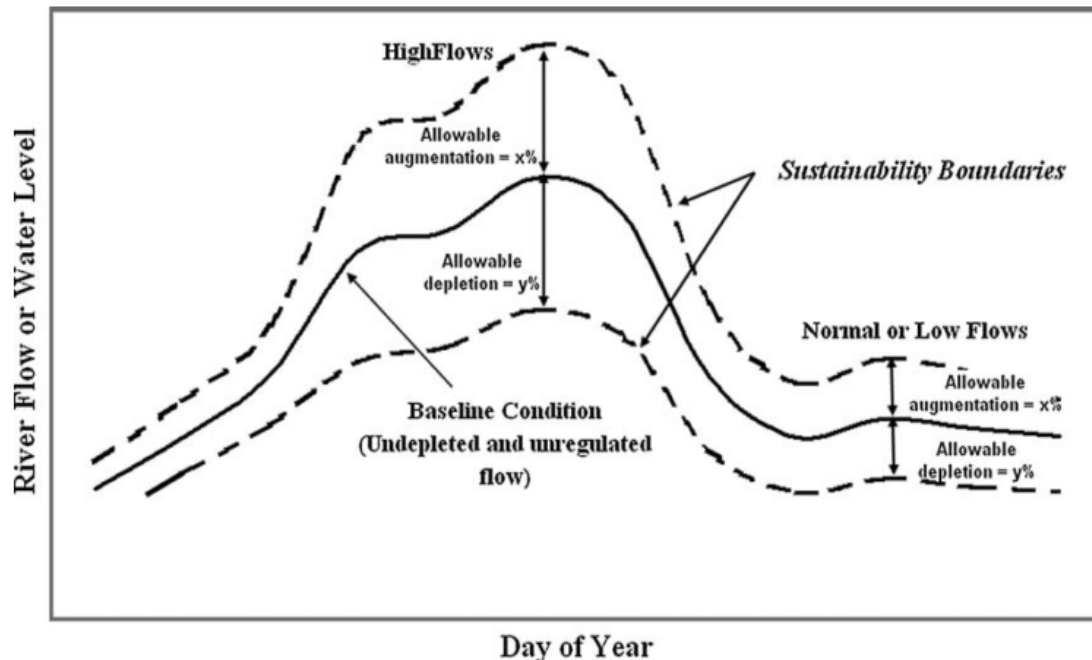 HighFlows
Allowable
augmentation = x%
Sustainability Boundaries
Allowable
depletion = y%
Normal or Low Flows
Allowable
augmentation = x%
Baseline Condition
(Undepleted and unregulated
flow)
Allowable
depletion = y%
River Flow or Water Level
Day of Year